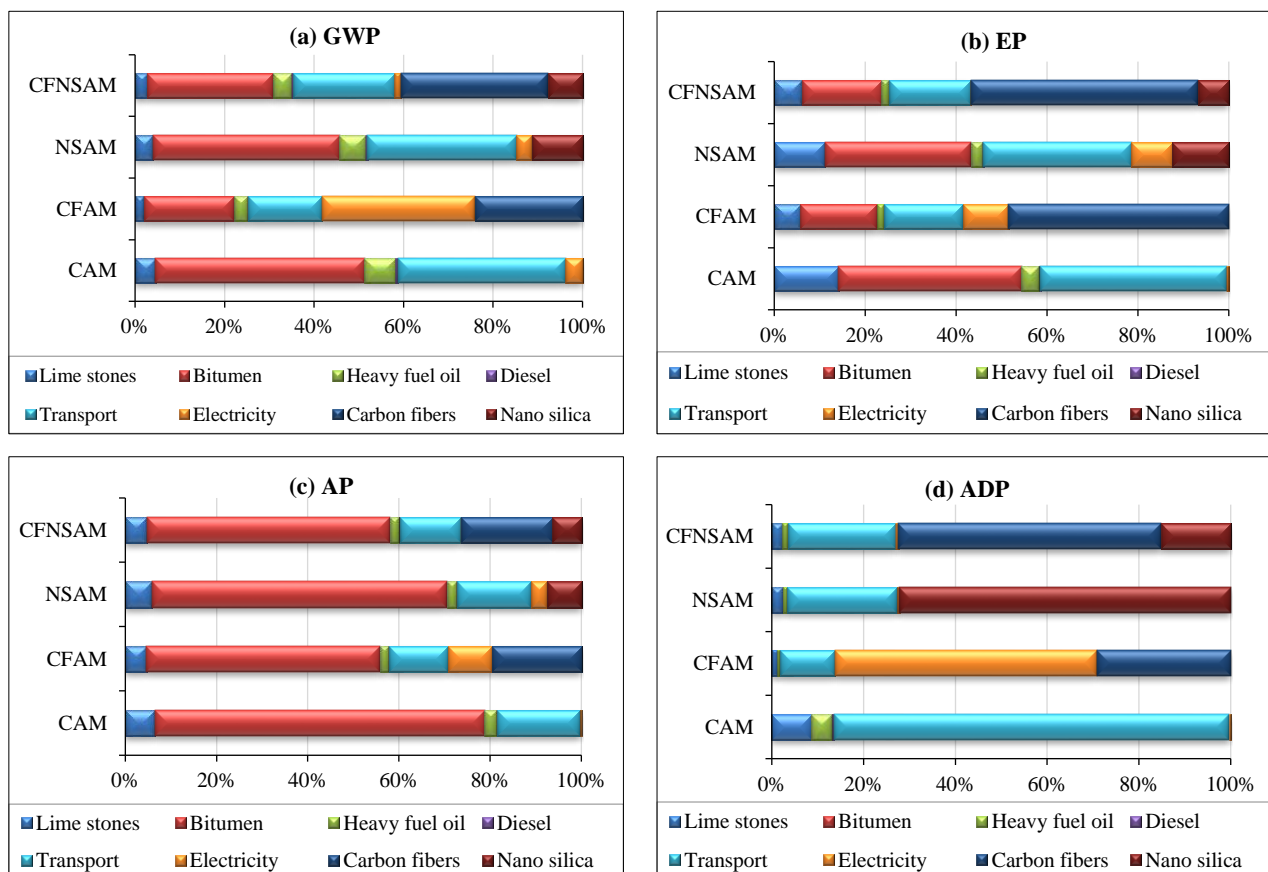 (a) GWP
CFNSAM
NSAM
CFAM
CAM
0% 20% 40% 60% 80% 100%
Lime stones Bitumen Heavy fuel oil Diesel
Transport Electricity Carbon fibers Nano silica
(b) EP
CFNSAM
NSAM
CFAM
CAM
0% 20% 40% 60% 80% 100%
Lime stones Bitumen Heavy fuel oil Diesel
Transport Electricity Carbon fibers Nano silica
(c) AP
CFNSAM
NSAM
CFAM
CAM
0% 20% 40% 60% 80% 100%
Lime stones Bitumen Heavy fuel oil Diesel
Transport Electricity Carbon fibers Nano silica
(d) ADP
CFNSAM
NSAM
CFAM
CAM
0% 20% 40% 60% 80% 100%
Lime stones Bitumen Heavy fuel oil Diesel
Transport Electricity Carbon fibers Nano silica